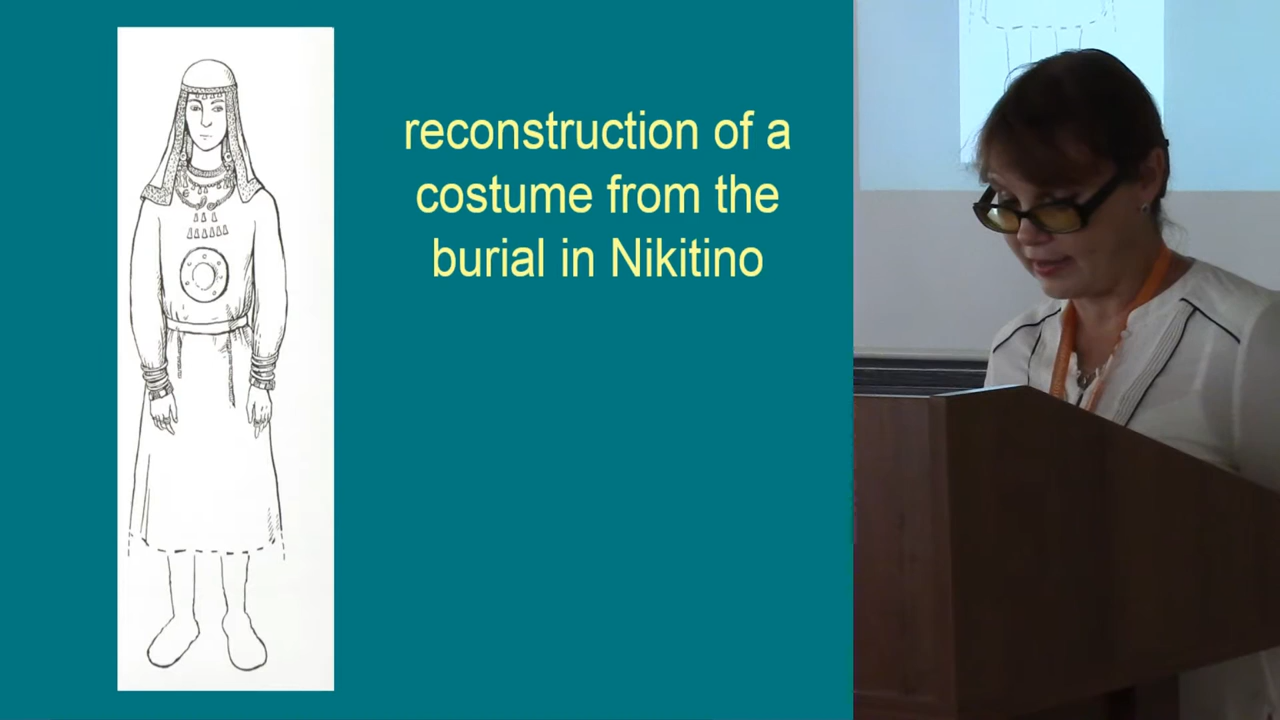 reconstruction of a
costume from the
burial in Nikitino